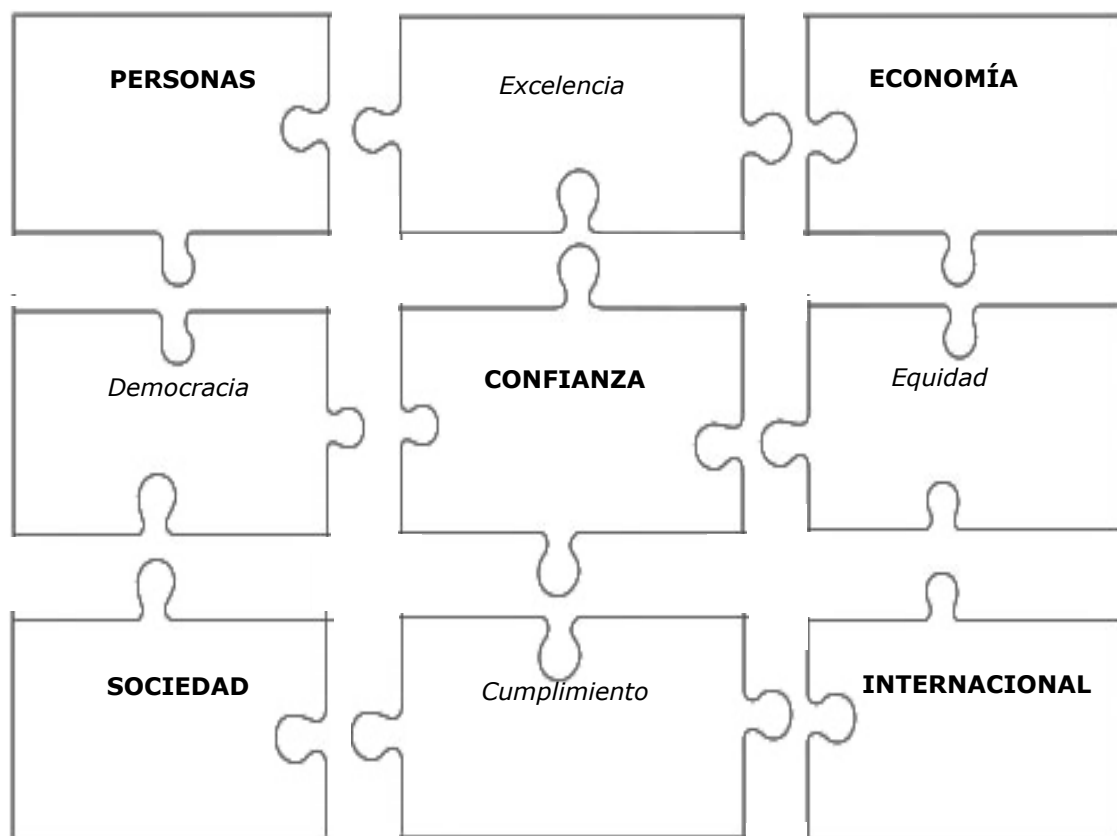 PERSONAS
Excelencia
ECONOMÍA
Democracia
CONFIANZA
Equidad
SOCIEDAD
Cumplimiento
INTERNACIONAL